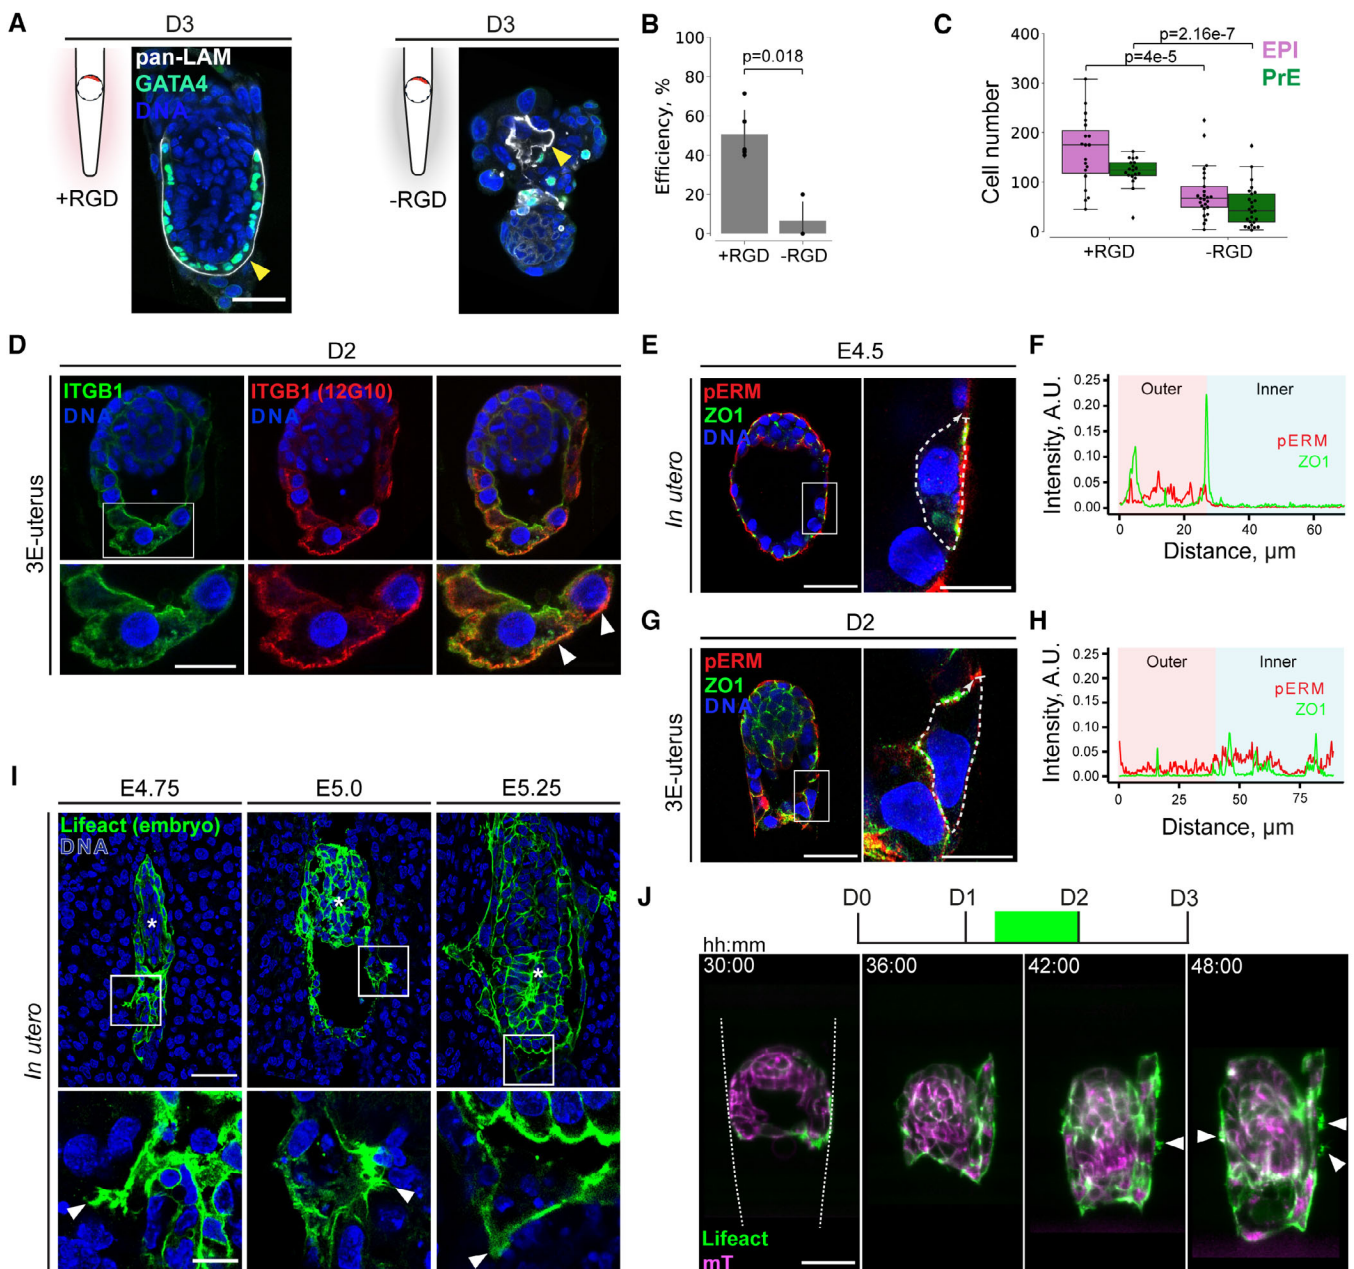 A
D3
D3
pan-LAM
GATA4
DNA
+RGD
-RGD
B
100
80
60
40
20
0
Efficiency, %
p=0.018
+RGD
-RGD
C
400
300
200
100
0
Cell number
p=2.16e-7
p=4e-5
EPI
PrE
+RGD
-RGD
D
D2
3E-uterus
ITGB1
DNA
ITGB1 (12G10)
DNA
E
E4.5
In utero
pERM
ZO1
DNA
F
Intensity, A.U.
0.25
0.20
0.15
0.10
0.05
0.00
Outer
Inner
pERM
ZO1
0
20
40
60
Distance, µm
G
D2
3E-uterus
pERM
ZO1
DNA
H
Intensity, A.U.
0.25
0.20
0.15
0.10
0.05
0.00
Outer
Inner
pERM
ZO1
0
25
50
75
Distance, µm
I
E4.75
E5.0
E5.25
In utero
Lifeact (embryo)
DNA
*
*
*
J
D0
D1
D2
D3
hh:mm
30:00
36:00
42:00
48:00
Lifeact
mT